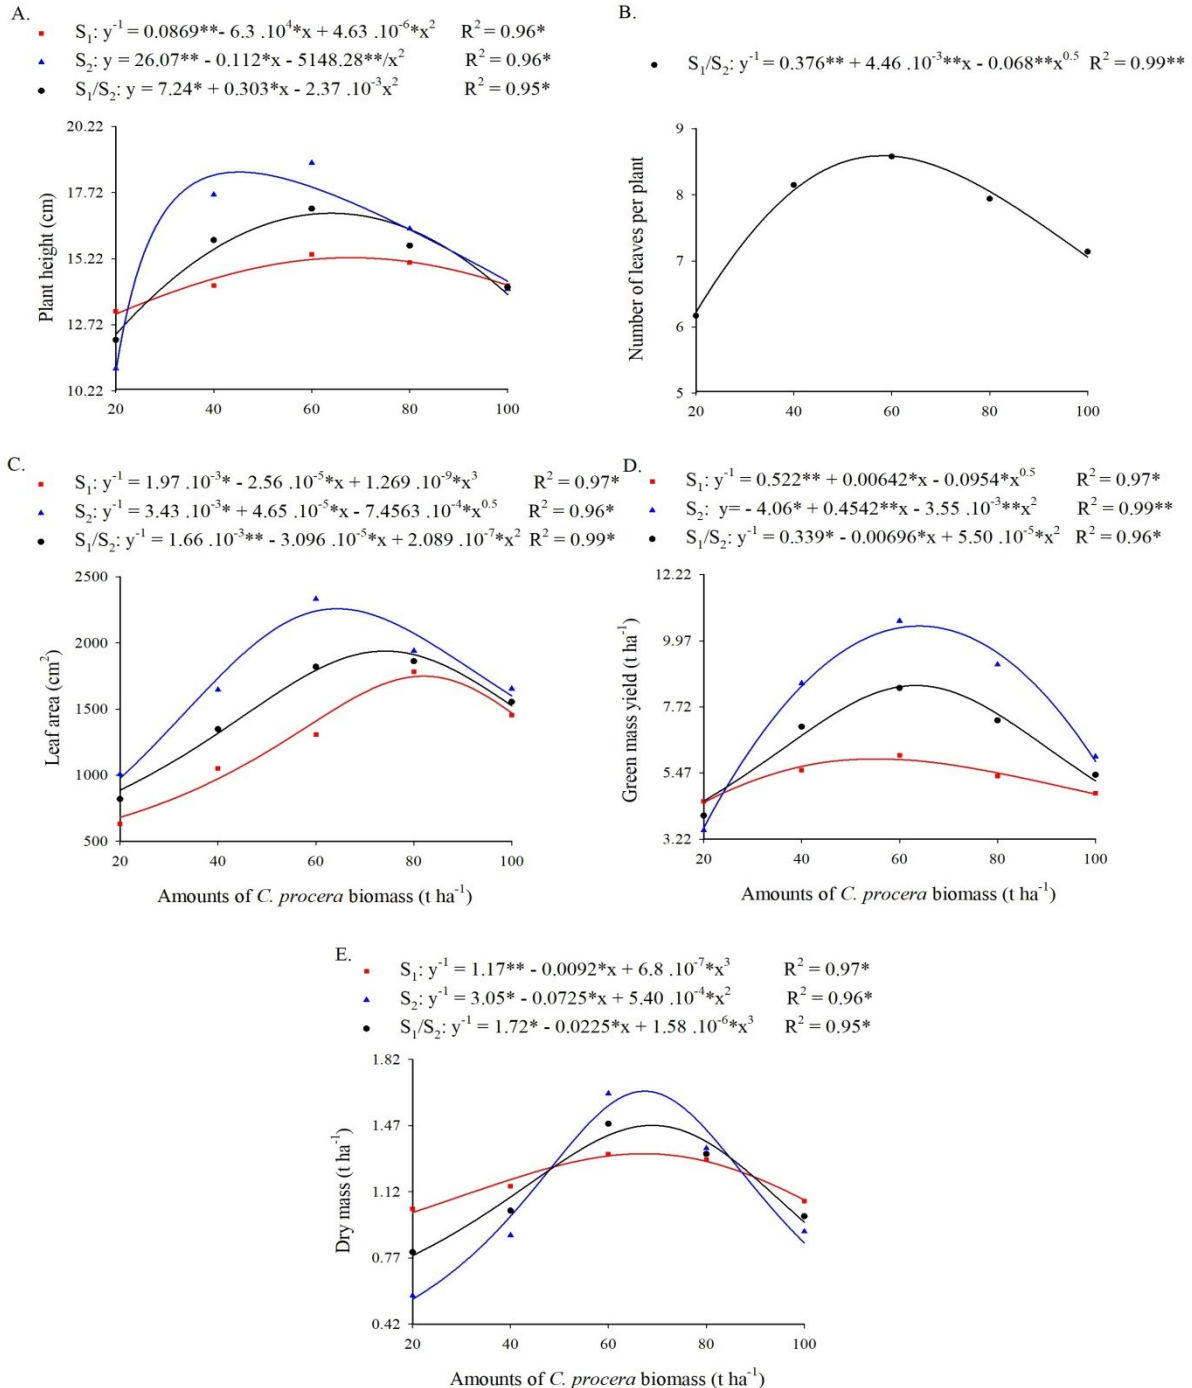 A.
S₁: y⁻¹ = 0.0869**- 6.3 .10⁴*x + 4.63 .10⁻⁶*x² R² = 0.96*
S₂: y = 26.07** - 0.112*x - 5148.28**/x² R² = 0.96*
S₁/S₂: y = 7.24* + 0.303*x - 2.37 .10⁻³x² R² = 0.95*
20.22
17.72
15.22
12.72
10.22
Plant height (cm)
20 40 60 80 100
B.
S₁/S₂: y⁻¹ = 0.376** + 4.46 .10⁻³**x - 0.068**x⁰·⁵ R² = 0.99**
9
8
7
6
5
Number of leaves per plant
20 40 60 80 100
C.
S₁: y⁻¹ = 1.97 .10⁻³* - 2.56 .10⁻⁵*x + 1.269 .10⁻⁹*x³ R² = 0.97*
S₂: y⁻¹ = 3.43 .10⁻³* + 4.65 .10⁻⁵*x - 7.4563 .10⁻⁴*x⁰·⁵ R² = 0.96*
S₁/S₂: y⁻¹ = 1.66 .10⁻³** - 3.096 .10⁻⁵*x + 2.089 .10⁻⁷*x² R² = 0.99*
2500
2000
1500
1000
500
Leaf area (cm²)
20 40 60 80 100
Amounts of C. procera biomass (t ha⁻¹)
D.
S₁: y⁻¹ = 0.522** + 0.00642*x - 0.0954*x⁰·⁵ R² = 0.97*
S₂: y= - 4.06* + 0.4542**x - 3.55 .10⁻³**x² R² = 0.99**
S₁/S₂: y⁻¹ = 0.339* - 0.00696*x + 5.50 .10⁻⁵*x² R² = 0.96*
12.22
9.97
7.72
5.47
3.22
Green mass yield (t ha⁻¹)
20 40 60 80 100
Amounts of C. procera biomass (t ha⁻¹)
E.
S₁: y⁻¹ = 1.17** - 0.0092*x + 6.8 .10⁻⁷*x³ R² = 0.97*
S₂: y⁻¹ = 3.05* - 0.0725*x + 5.40 .10⁻⁴*x² R² = 0.96*
S₁/S₂: y⁻¹ = 1.72* - 0.0225*x + 1.58 .10⁻⁶*x³ R² = 0.95*
1.82
1.47
1.12
0.77
0.42
Dry mass (t ha⁻¹)
20 40 60 80 100
Amounts of C. procera biomass (t ha⁻¹)